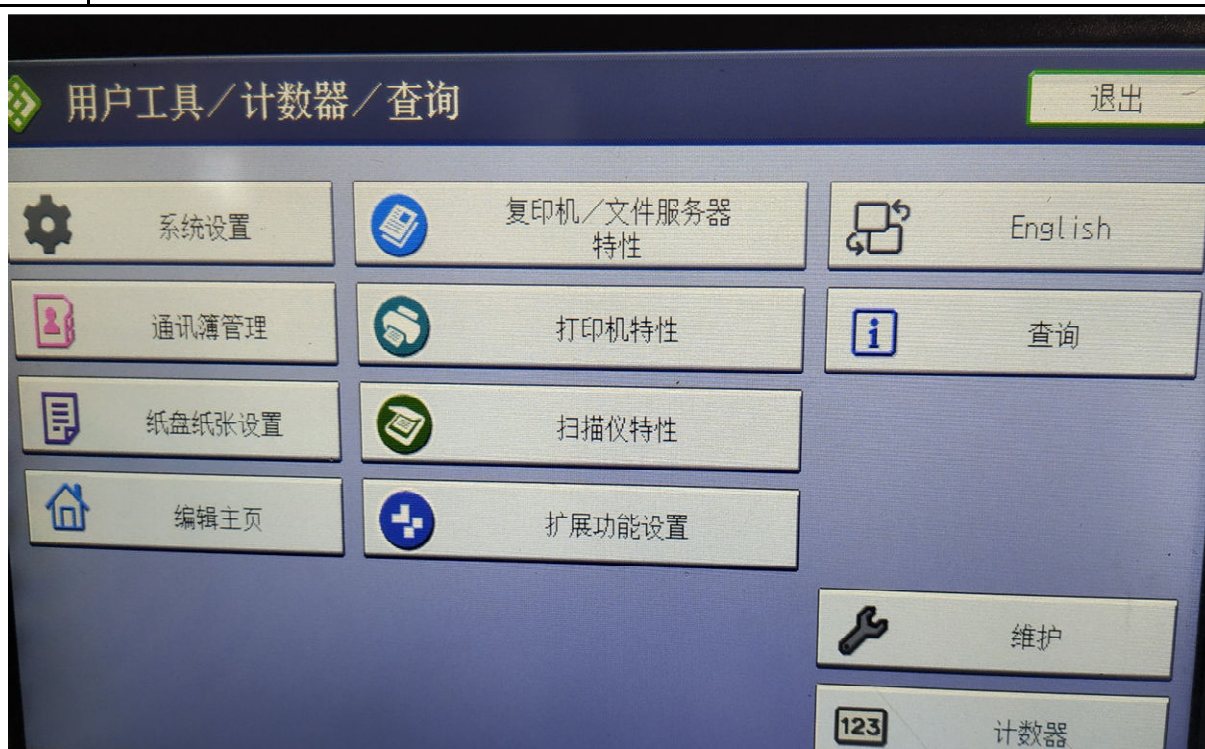 用户工具／计数器／查询
退出
系统设置
复印机／文件服务器
特性
English
通讯簿管理
打印机特性
查询
纸盘纸张设置
扫描仪特性
编辑主页
扩展功能设置
维护
123
计数器